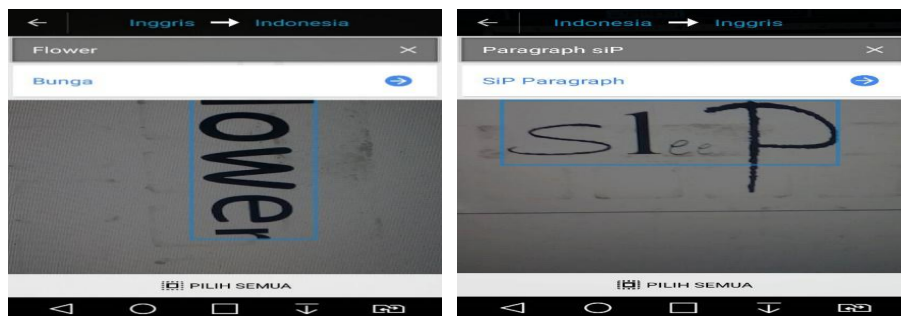 Inggris → Indonesia
Flower
Bunga
lower
PILIH SEMUA
Indonesia → Inggris
Paragraph siP
SiP Paragraph
SleeP
PILIH SEMUA